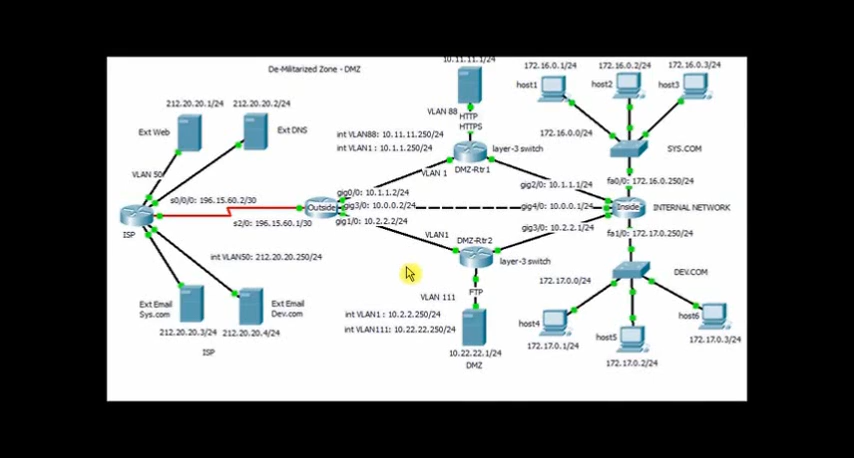 10.11.11.1/24
De-Militarized Zone - DMZ
172.16.0.1/24
172.16.0.2/24
172.16.0.3/24
host1
host2
host3
212.20.20.1/24
212.20.20.2/24
Ext Web
Ext DNS
VLAN 88
HTTP
HTTPS
int VLAN88: 10.11.11.250/24
int VLAN1 : 10.1.1.250/24
layer-3 switch
172.16.0.0/24
SYS.COM
DMZ-Rtr1
VLAN 1
VLAN 50
fa0/0: 172.16.0.250/24
gig0/0: 10.1.1.2/24
gig2/0: 10.1.1.1/24
s0/0/0: 196.15.60.2/30
Outside
gig3/0: 10.0.0.2/24
gig4/0: 10.0.0.1/24
Inside
INTERNAL NETWORK
ISP
s2/0: 196.15.60.1/30
gig1/0: 10.2.2.2/24
gig3/0: 10.2.2.1/24
fa1/0: 172.17.0.250/24
VLAN1
DMZ-Rtr2
int VLAN50: 212.20.20.250/24
layer-3 switch
DEV.COM
172.17.0.0/24
FTP
VLAN 111
Ext Email
Sys.com
Ext Email
Dev.com
int VLAN1 : 10.2.2.250/24
int VLAN111: 10.22.22.250/24
host4
host5
host6
212.20.20.3/24
212.20.20.4/24
172.17.0.1/24
172.17.0.2/24
172.17.0.3/24
ISP
10.22.22.1/24
DMZ